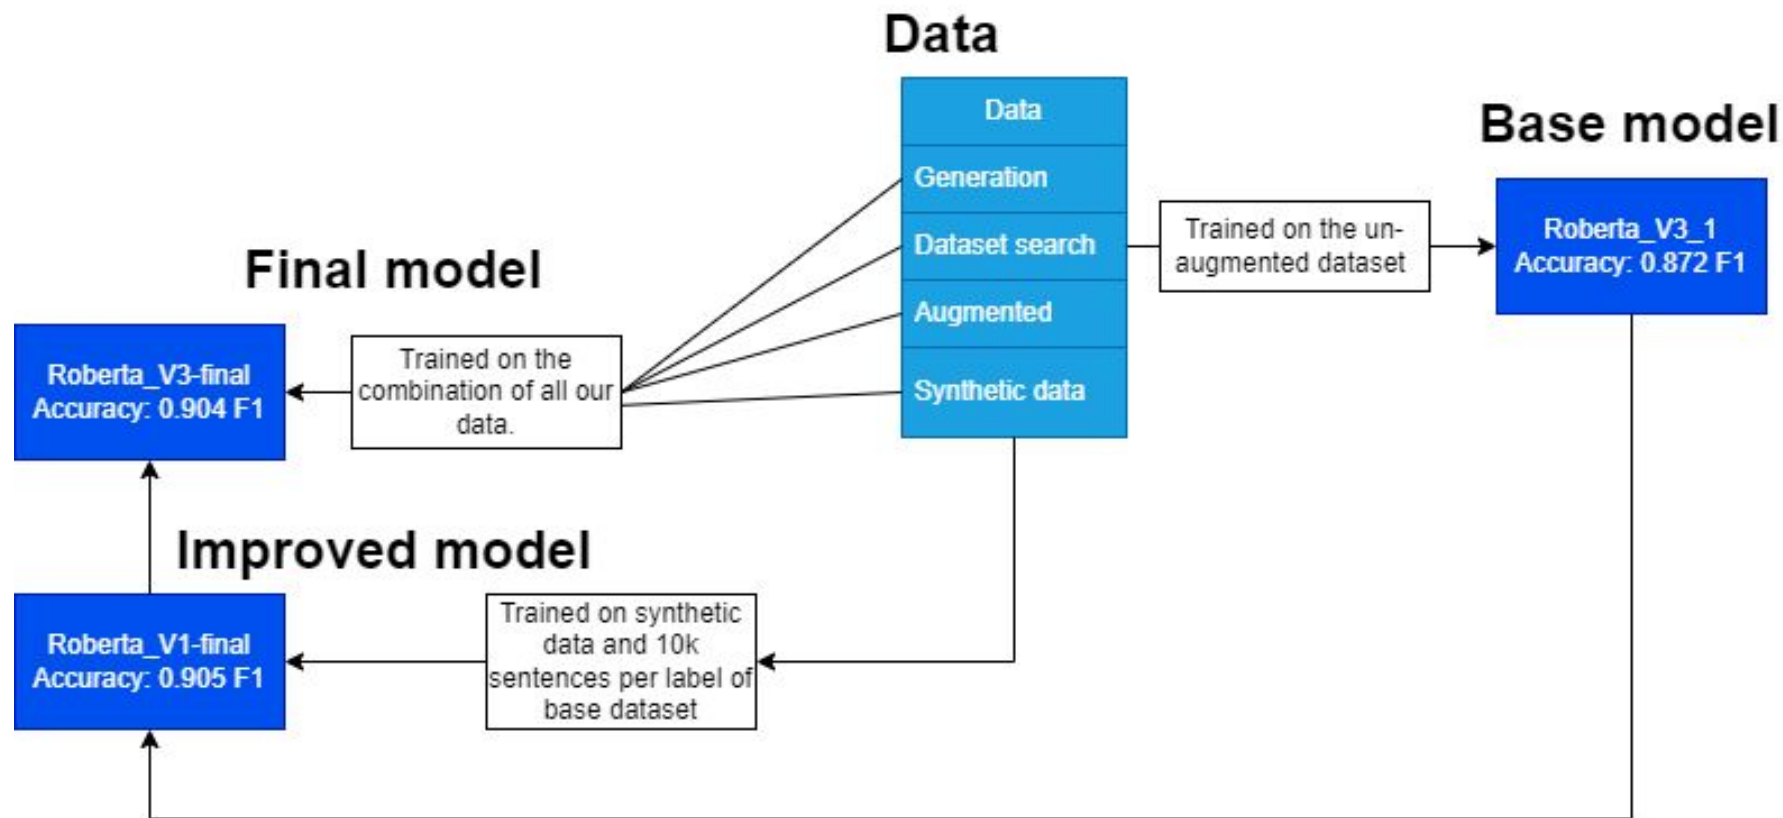 Data
Data
Generation
Dataset search
Augmented
Synthetic data
Base model
Trained on the un-
augmented dataset
Roberta_V3_1
Accuracy: 0.872 F1
Final model
Roberta_V3-final
Accuracy: 0.904 F1
Trained on the
combination of all our
data.
Improved model
Roberta_V1-final
Accuracy: 0.905 F1
Trained on synthetic
data and 10k
sentences per label of
base dataset